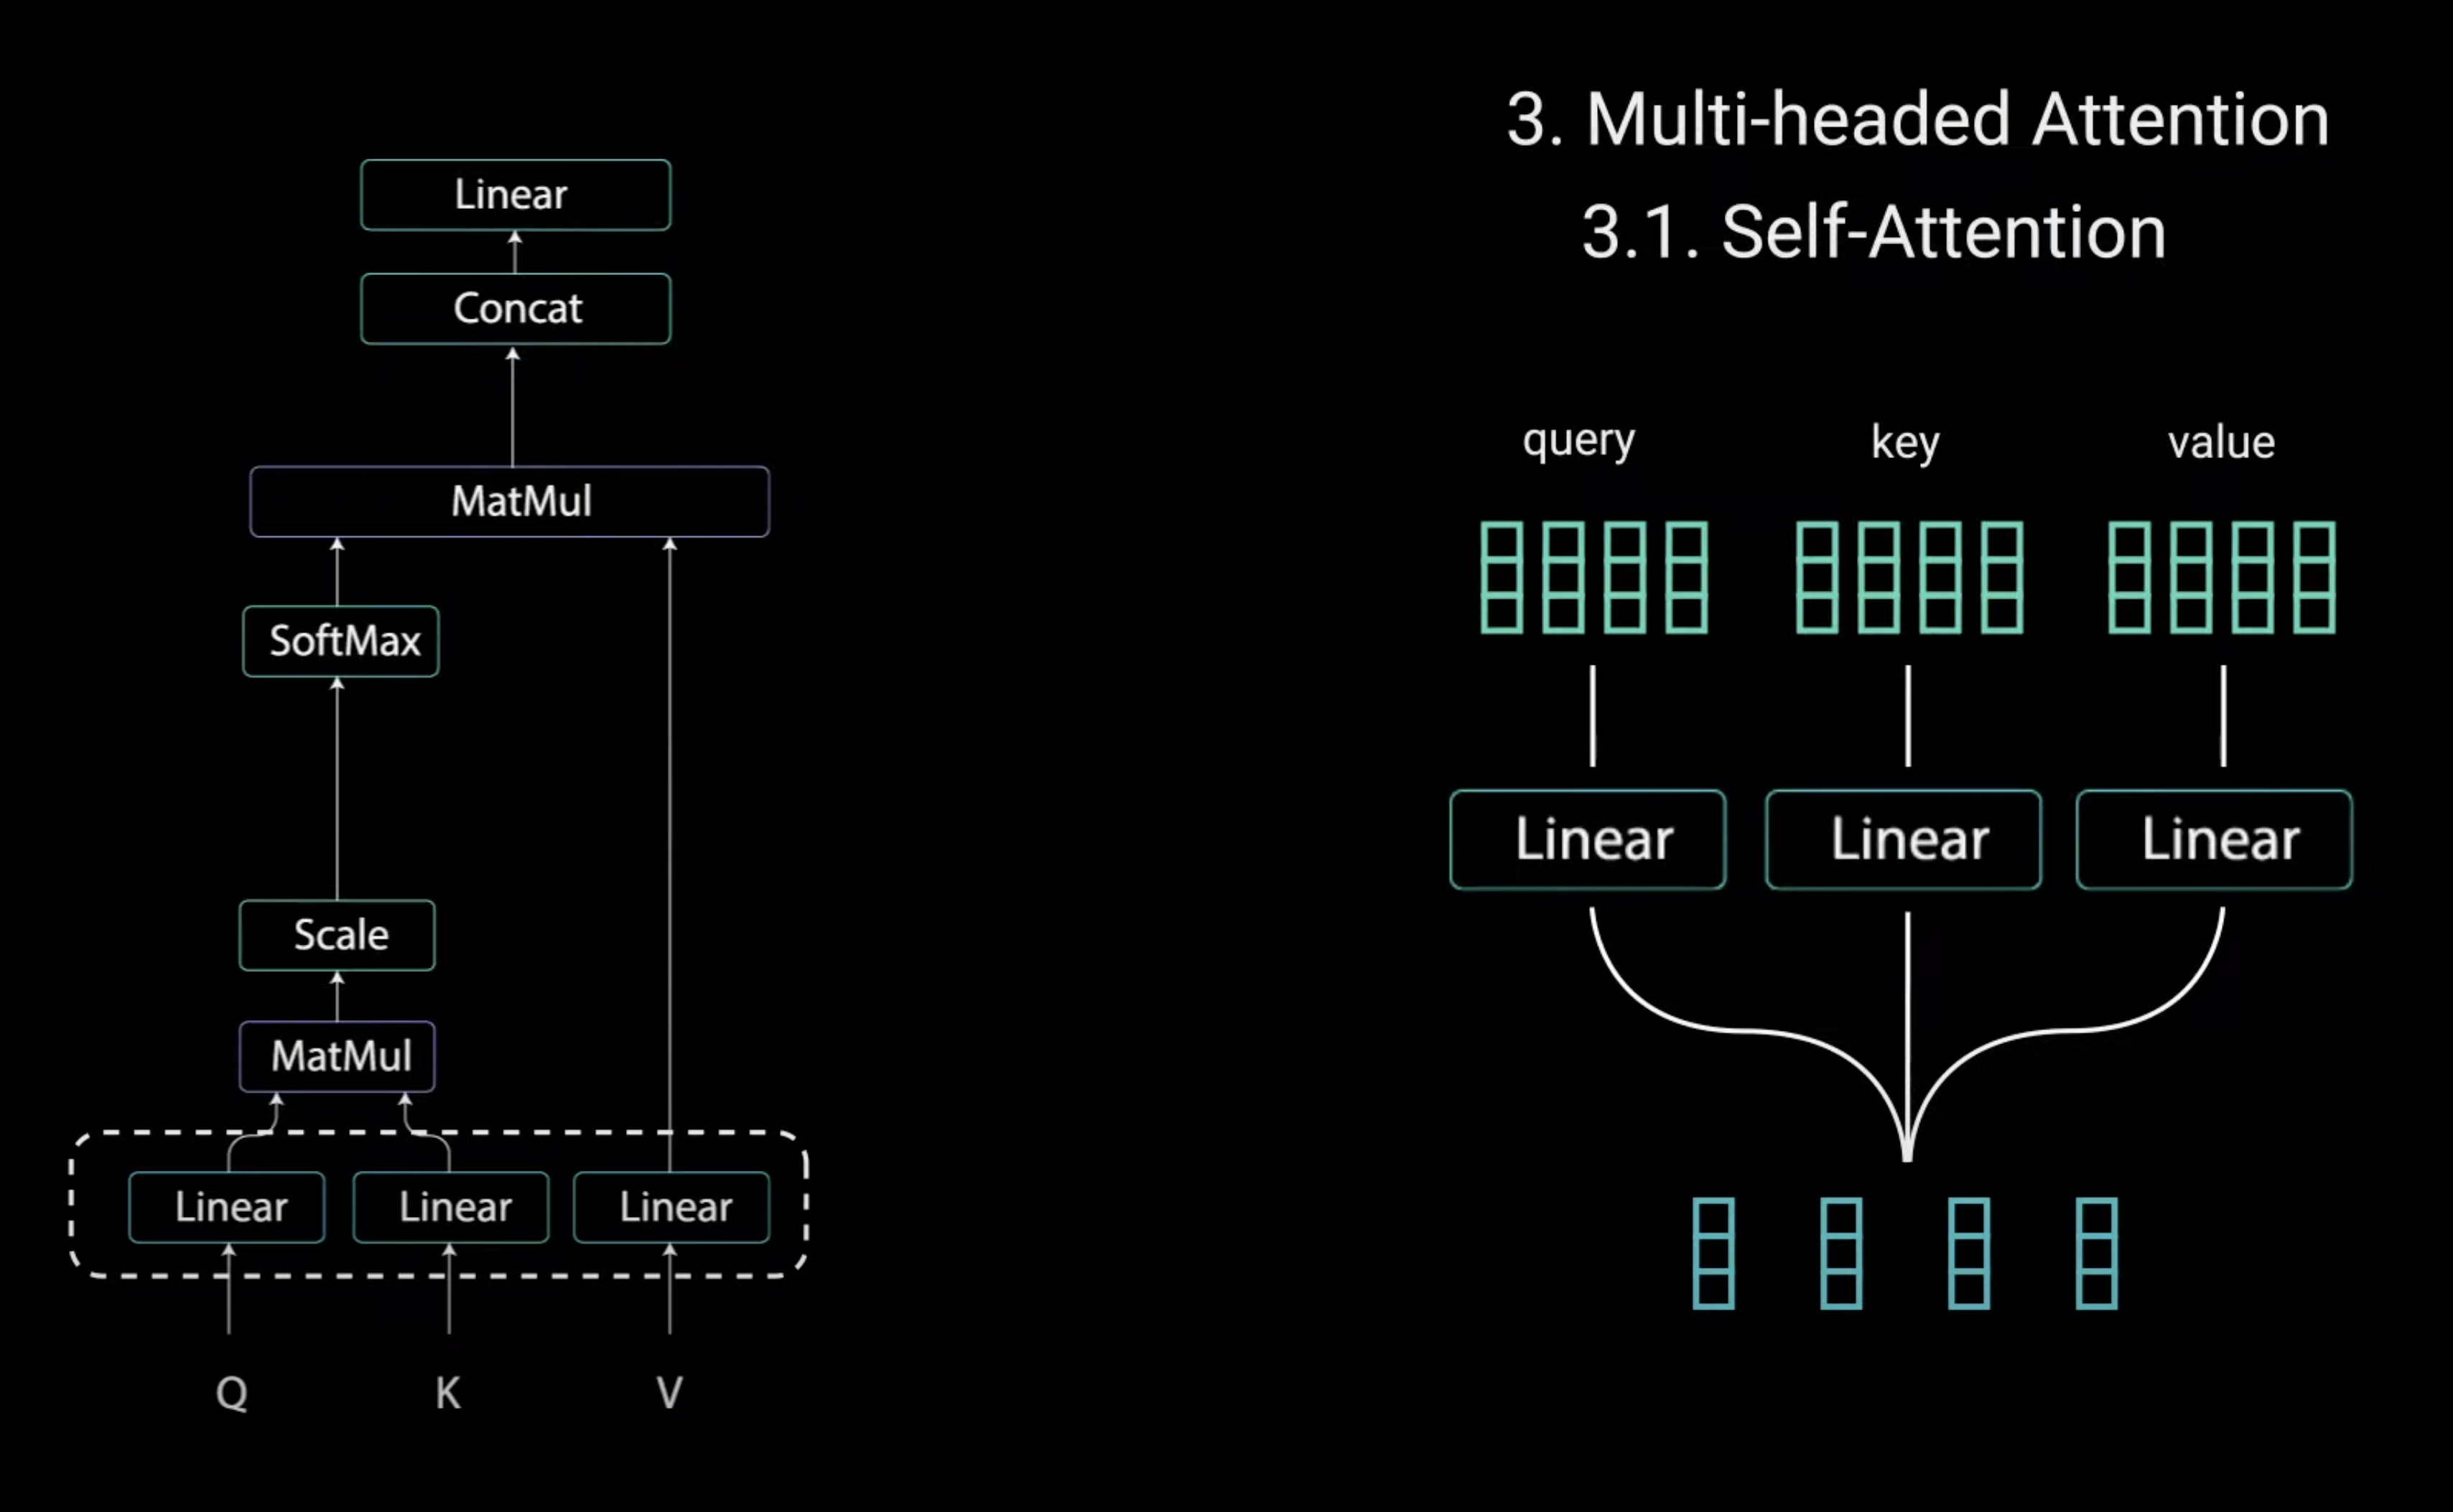 3. Multi-headed Attention
3.1. Self-Attention
Linear
Concat
MatMul
SoftMax
Scale
MatMul
Linear Linear Linear
Q K V
query key value
Linear Linear Linear